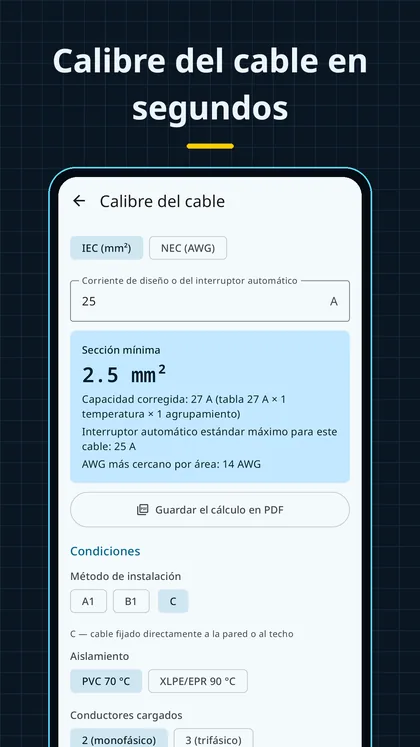 Calibre del cable en
segundos
Calibre del cable
IEC (mm²)
NEC (AWG)
Corriente de diseño o del interruptor automático
25
A
Sección mínima
2.5 mm²
Capacidad corregida: 27 A (tabla 27 A × 1
temperatura × 1 agrupamiento)
Interruptor automático estándar máximo para este
cable: 25 A
AWG más cercano por área: 14 AWG
Guardar el cálculo en PDF
Condiciones
Método de instalación
A1
B1
C
C — cable fijado directamente a la pared o al techo
Aislamiento
PVC 70 °C
XLPE/EPR 90 °C
Conductores cargados
2 (monofásico)
3 (trifásico)